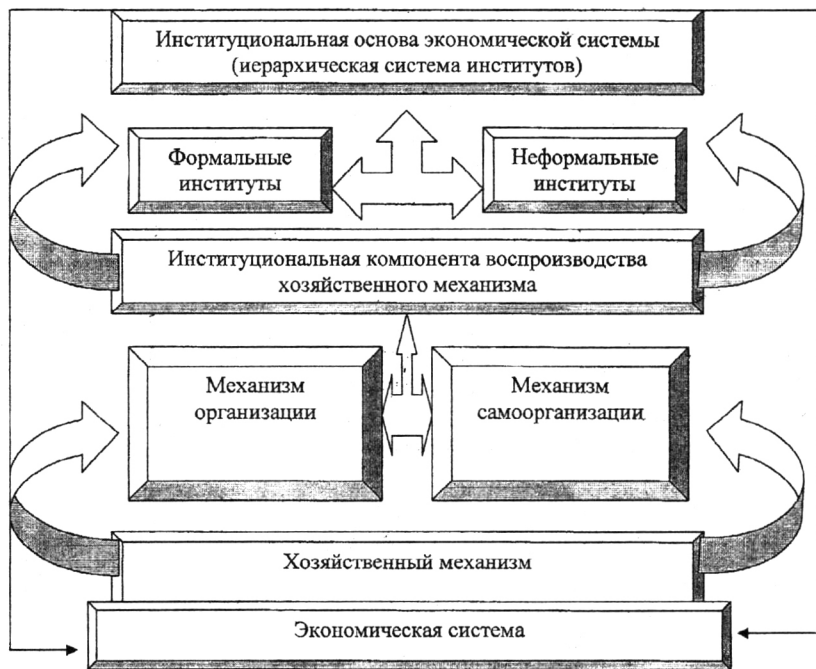 Институциональная основа экономической системы
(иерархическая система институтов)
Формальные
институты
Неформальные
институты
Институциональная компонента воспроизводства
хозяйственного механизма
Механизм
организации
Механизм
самоорганизации
Хозяйственный механизм
Экономическая система